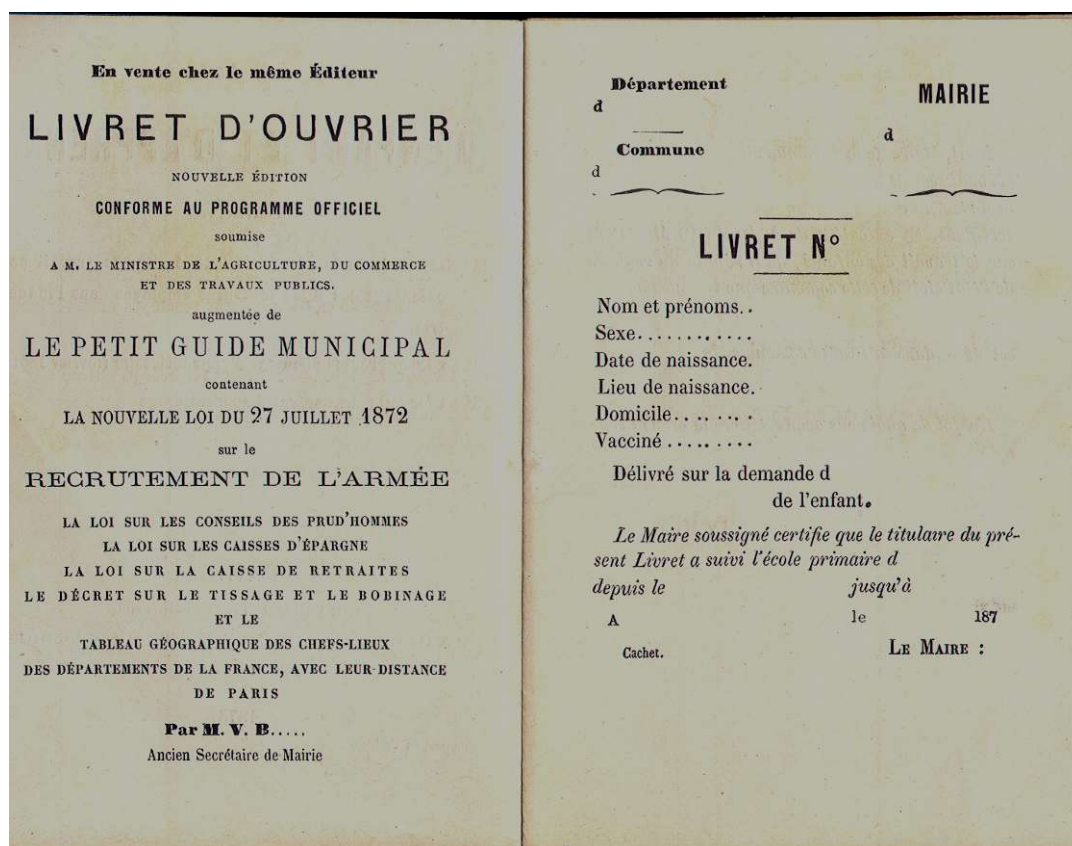 En vente chez le même Éditeur
LIVRET D'OUVRIER
NOUVELLE ÉDITION
CONFORME AU PROGRAMME OFFICIEL
soumise
A M. LE MINISTRE DE L'AGRICULTURE, DU COMMERCE
ET DES TRAVAUX PUBLICS.
augmentée de
LE PETIT GUIDE MUNICIPAL
contenant
LA NOUVELLE LOI DU 27 JUILLET 1872
sur le
RECRUTEMENT DE L'ARMÉE
LA LOI SUR LES CONSEILS DES PRUD'HOMMES
LA LOI SUR LES CAISSES D'ÉPARGNE
LA LOI SUR LA CAISSE DE RETRAITES
LE DÉCRET SUR LE TISSAGE ET LE BOBINAGE
ET LE
TABLEAU GÉOGRAPHIQUE DES CHEFS-LIEUX
DES DÉPARTEMENTS DE LA FRANCE, AVEC LEUR DISTANCE
DE PARIS
Par M. V. B.....
Ancien Secrétaire de Mairie
Département
d
Commune
d
MAIRIE
d
LIVRET N°
Nom et prénoms..
Sexe............
Date de naissance.
Lieu de naissance.
Domicile........
Vacciné.........
Délivré sur la demande d
de l'enfant.
Le Maire soussigné certifie que le titulaire du pré-
sent Livret a suivi l'école primaire d
depuis le jusqu'à
A le 187
Cachet. LE MAIRE :